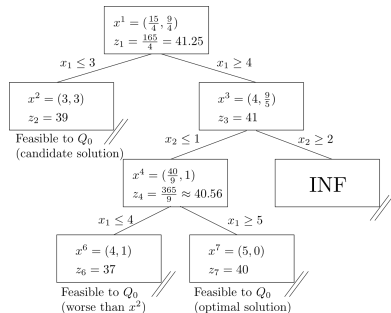 x^1 = (15/4, 9/4)
z_1 = 165/4 = 41.25
x_1 ≤ 3
x_1 ≥ 4
x^2 = (3, 3)
z_2 = 39
Feasible to Q_0
(candidate solution)
x^3 = (4, 9/5)
z_3 = 41
x_2 ≤ 1
x_2 ≥ 2
x^4 = (40/9, 1)
z_4 = 365/9 ≈ 40.56
INF
x_1 ≤ 4
x_1 ≥ 5
x^6 = (4, 1)
z_6 = 37
Feasible to Q_0
(worse than x^2)
x^7 = (5, 0)
z_7 = 40
Feasible to Q_0
(optimal solution)